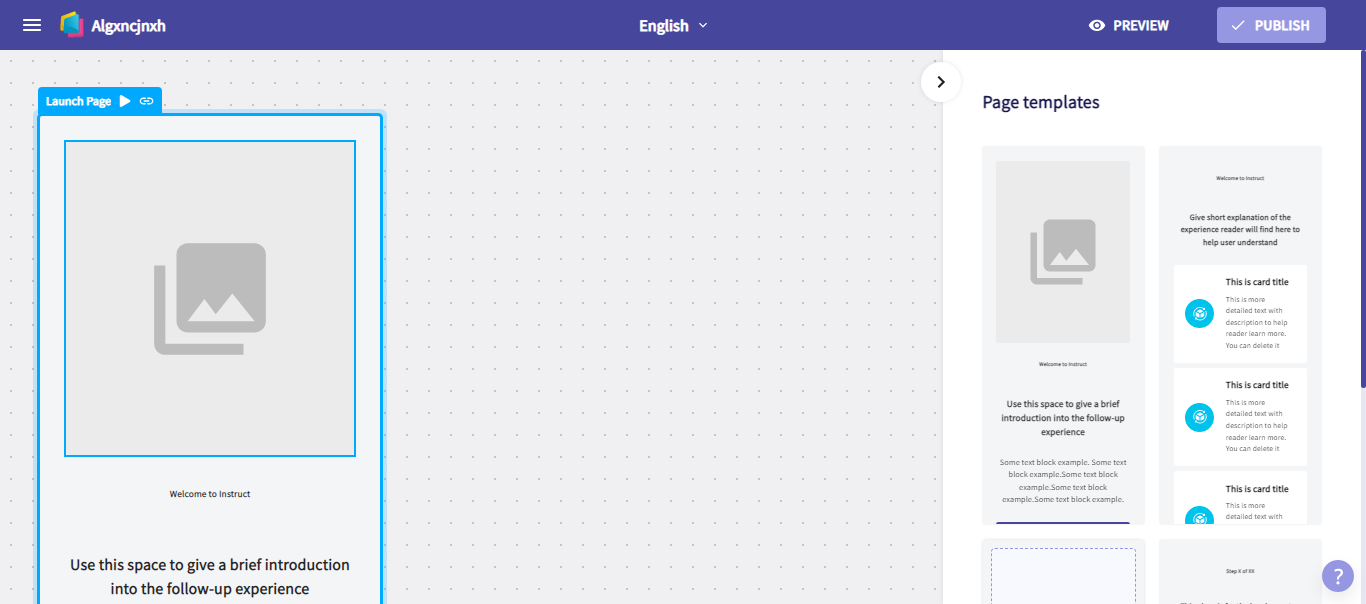 Algxncjnxh
English
PREVIEW
PUBLISH
Launch Page
Welcome to Instruct
Use this space to give a brief introduction
into the follow-up experience
Page templates
Welcome to Instruct
Use this space to give a brief
introduction into the follow-up
experience
Some text block example. Some text
block example.Some text block
example.Some text block
example.Some text block example.
Welcome to Instruct
Give short explanation of the
experience reader will find here to
help user understand
This is card title
This is more
detailed text with
description to help
reader learn more.
You can delete it
This is card title
This is more
detailed text with
description to help
reader learn more.
You can delete it
This is card title
This is more
detailed text with
Step X of XX
?